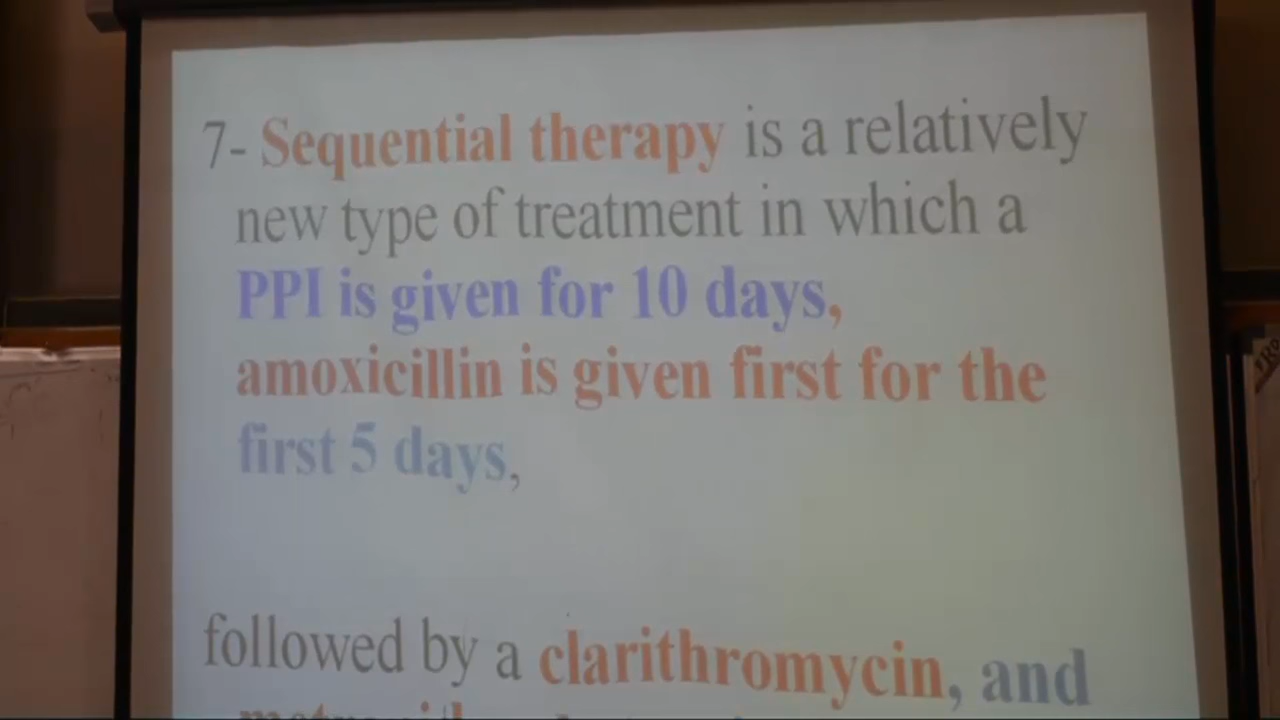 7- Sequential therapy is a relatively
new type of treatment in which a
PPI is given for 10 days,
amoxicillin is given first for the
first 5 days,
followed by a clarithromycin, and